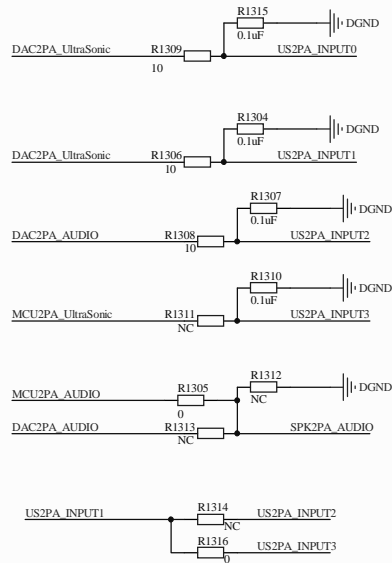 R1315
DGND
0.1uF
DAC2PA_UltraSonic R1309 US2PA_INPUT0
10
R1304
DGND
0.1uF
DAC2PA_UltraSonic R1306 US2PA_INPUT1
10
R1307
DGND
0.1uF
DAC2PA_AUDIO R1308 US2PA_INPUT2
10
R1310
DGND
0.1uF
MCU2PA_UltraSonic R1311 US2PA_INPUT3
NC
R1312
DGND
NC
MCU2PA_AUDIO R1305
0
DAC2PA_AUDIO R1313 SPK2PA_AUDIO
NC
R1314
US2PA_INPUT1 US2PA_INPUT2
NC
R1316 US2PA_INPUT3
0